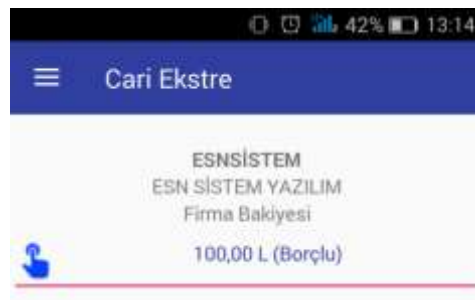 42% 13:14
Cari Ekstre
ESNSİSTEM
ESN SİSTEM YAZILIM
Firma Bakiyesi
100,00 L (Borçlu)